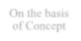 On the basis
of Concept